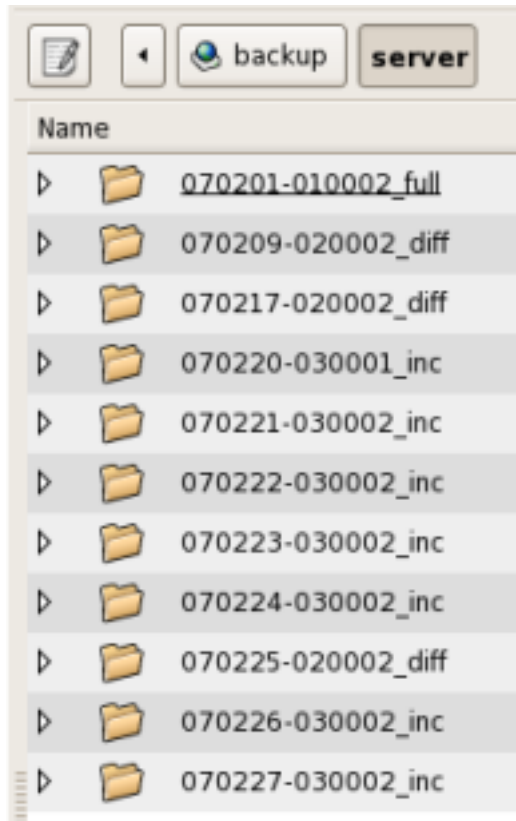 backup server
Name
070201-010002_full
070209-020002_diff
070217-020002_diff
070220-030001_inc
070221-030002_inc
070222-030002_inc
070223-030002_inc
070224-030002_inc
070225-020002_diff
070226-030002_inc
070227-030002_inc